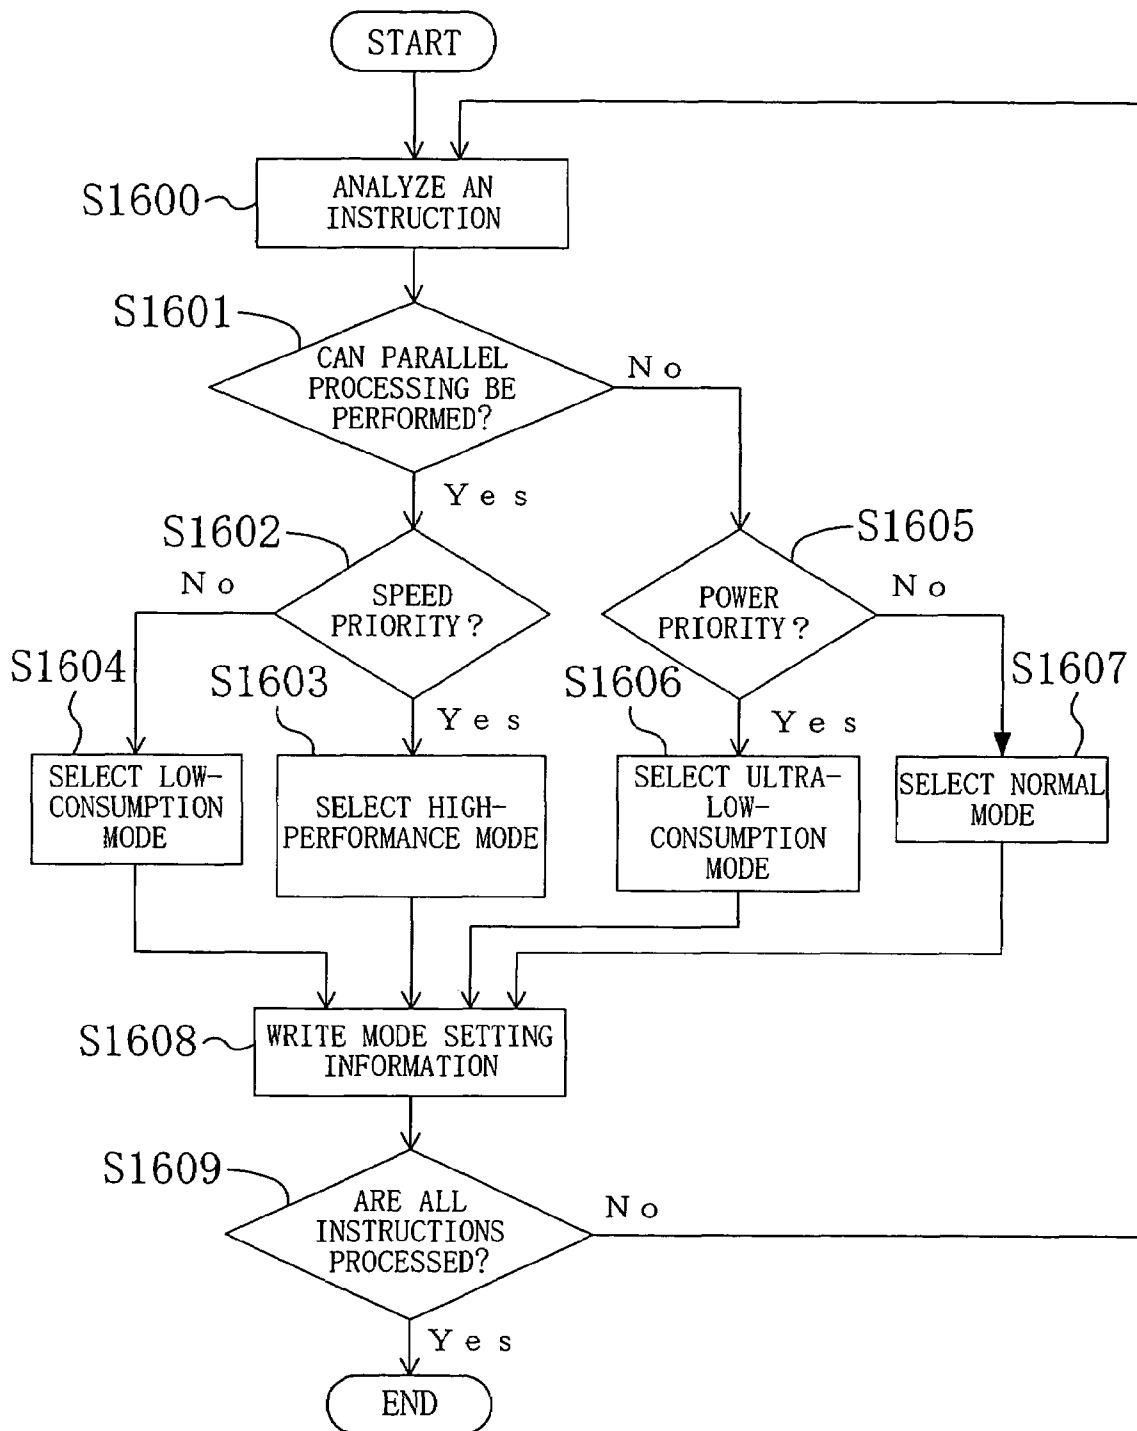 START
S1600
ANALYZE AN
INSTRUCTION
S1601
CAN PARALLEL
PROCESSING BE
PERFORMED?
No
Yes
S1602
SPEED
PRIORITY?
No
Yes
S1605
POWER
PRIORITY?
No
Yes
S1604
SELECT LOW-
CONSUMPTION
MODE
S1603
SELECT HIGH-
PERFORMANCE MODE
S1606
SELECT ULTRA-
LOW-
CONSUMPTION
MODE
S1607
SELECT NORMAL
MODE
S1608
WRITE MODE SETTING
INFORMATION
S1609
ARE ALL
INSTRUCTIONS
PROCESSED?
No
Yes
END